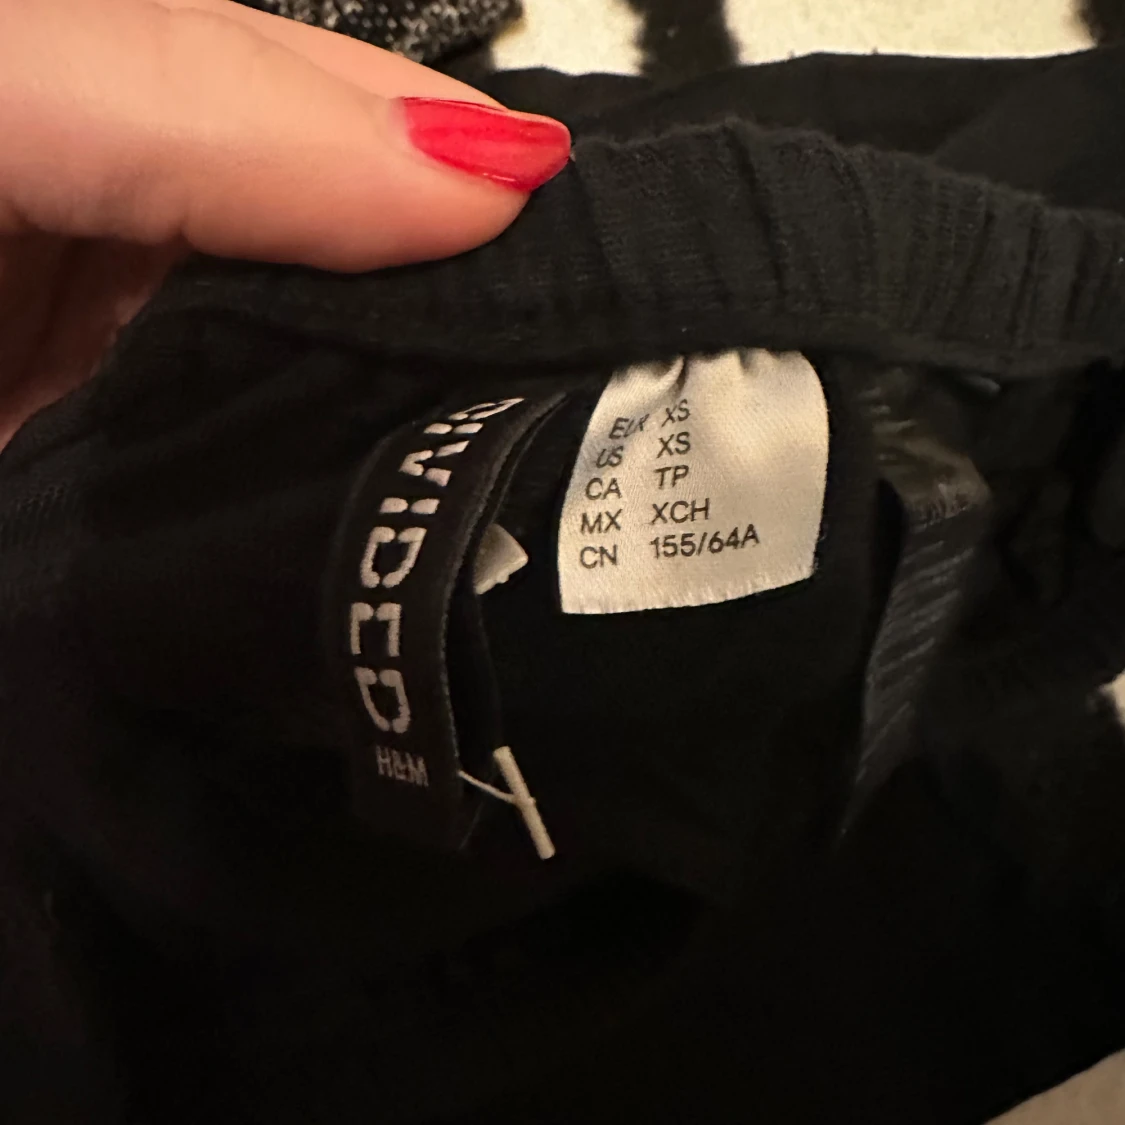 DIVIDED
H&M
EUR XS
US XS
CA TP
MX XCH
CN 155/64A